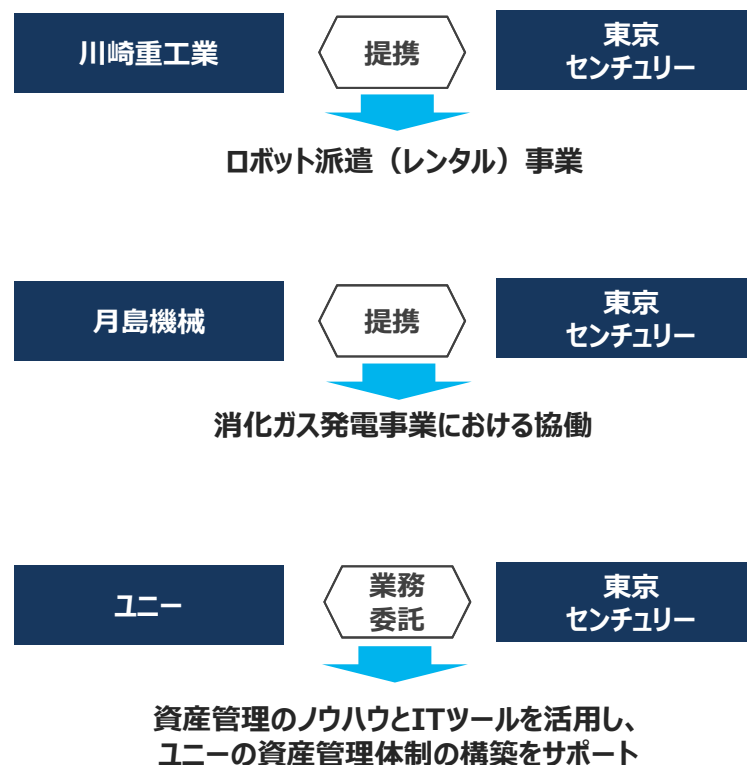 川崎重工業
提携
東京
センチュリー
ロボット派遣（レンタル）事業
月島機械
提携
東京
センチュリー
消化ガス発電事業における協働
ユニー
業務
委託
東京
センチュリー
資産管理のノウハウとITツールを活用し、
ユニーの資産管理体制の構築をサポート